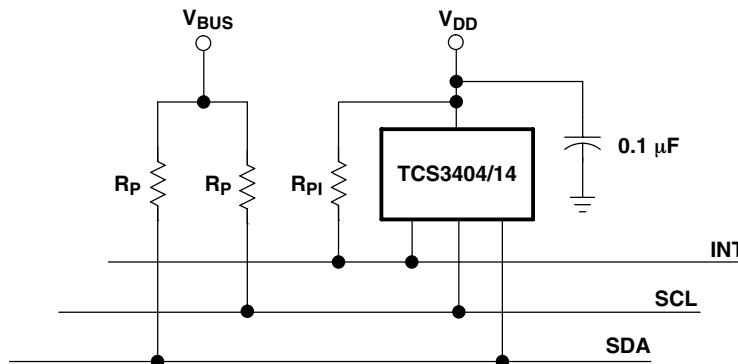 VBUS
VDD
RP
RP
RPI
TCS3404/14
0.1 μF
INT
SCL
SDA